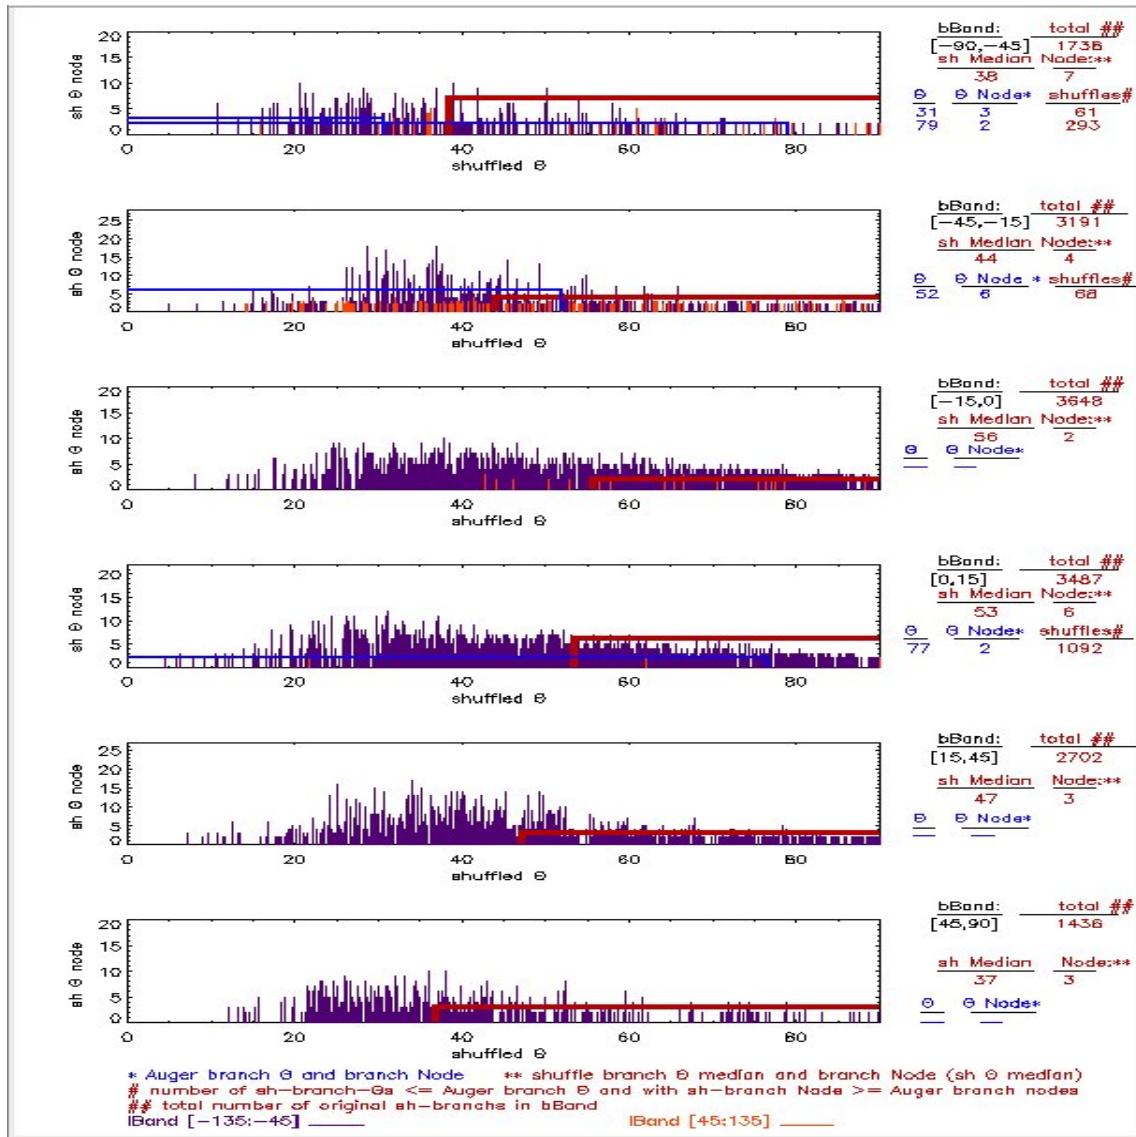 20
15
10
5
0
sh Θ node
0 20 40 60 80
shuffled Θ
bBand: total ##
[-90,-45] 1738
sh Median Node:**
38 7
Θ Θ Node* shuffles#
31 3 61
79 2 293
25
20
15
10
5
0
sh Θ node
0 20 40 60 80
shuffled Θ
bBand: total ##
[-45,-15] 3191
sh Median Node:**
44 4
Θ Θ Node * shuffles#
52 6 68
20
15
10
5
0
sh Θ node
0 20 40 60 80
shuffled Θ
bBand: total ##
[-15,0] 3648
sh Median Node:**
56 2
Θ Θ Node*
20
15
10
5
0
sh Θ node
0 20 40 60 80
shuffled Θ
bBand: total ##
[0,15] 3487
sh Median Node:**
53 6
Θ Θ Node* shuffles#
77 2 1092
25
20
15
10
5
0
sh Θ node
0 20 40 60 80
shuffled Θ
bBand: total ##
[15,45] 2702
sh Median Node:**
47 3
Θ Θ Node*
20
15
10
5
0
sh Θ node
0 20 40 60 80
shuffled Θ
bBand: total ##
[45,90] 1436
sh Median Node:**
37 3
Θ Θ Node*
* Auger branch Θ and branch Node ** shuffle branch Θ median and branch Node (sh Θ median)
# number of sh-branch-Θs <= Auger branch Θ and with sh-branch Node >= Auger branch nodes
## total number of original sh-branchs in bBand
lBand [-135:-45] lBand [45:135]